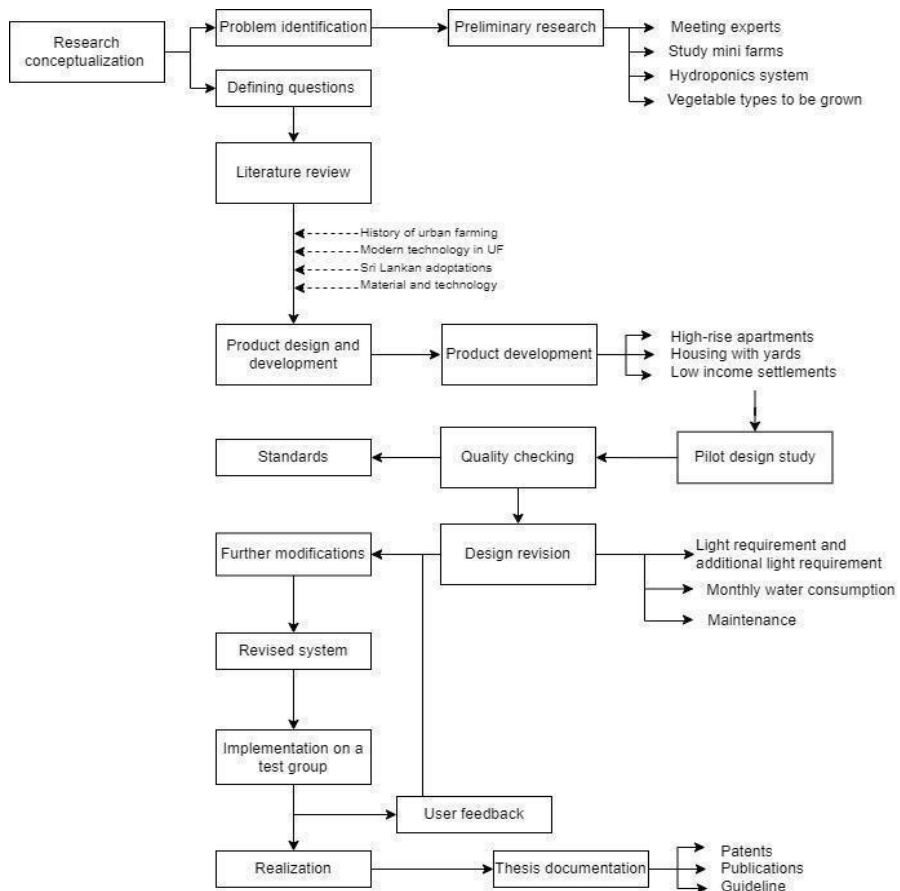 Research
conceptualization
Problem identification
Preliminary research
Meeting experts
Study mini farms
Hydroponics system
Vegetable types to be grown
Defining questions
Literature review
History of urban farming
Modern technology in UF
Sri Lankan adoptations
Material and technology
Product design and
development
Product development
High-rise apartments
Housing with yards
Low income settlements
Standards
Quality checking
Pilot design study
Further modifications
Design revision
Light requirement and
additional light requirement
Monthly water consumption
Maintenance
Revised system
Implementation on a
test group
User feedback
Realization
Thesis documentation
Patents
Publications
Guideline